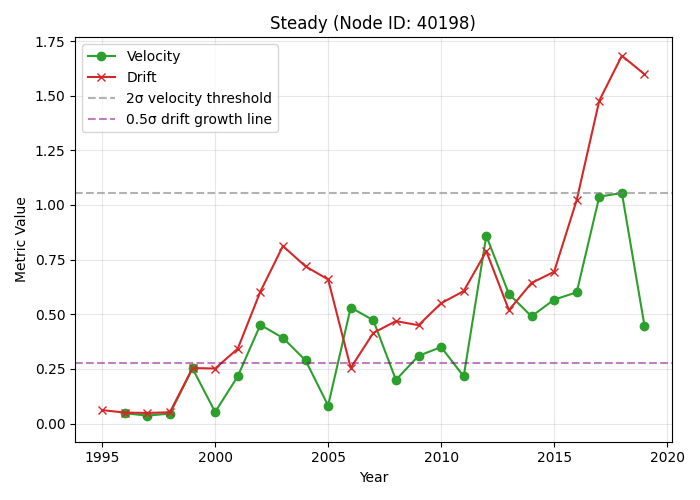 Steady (Node ID: 40198)
Velocity
Drift
2σ velocity threshold
0.5σ drift growth line
Metric Value
1.75
1.50
1.25
1.00
0.75
0.50
0.25
0.00
1995 2000 2005 2010 2015 2020
Year